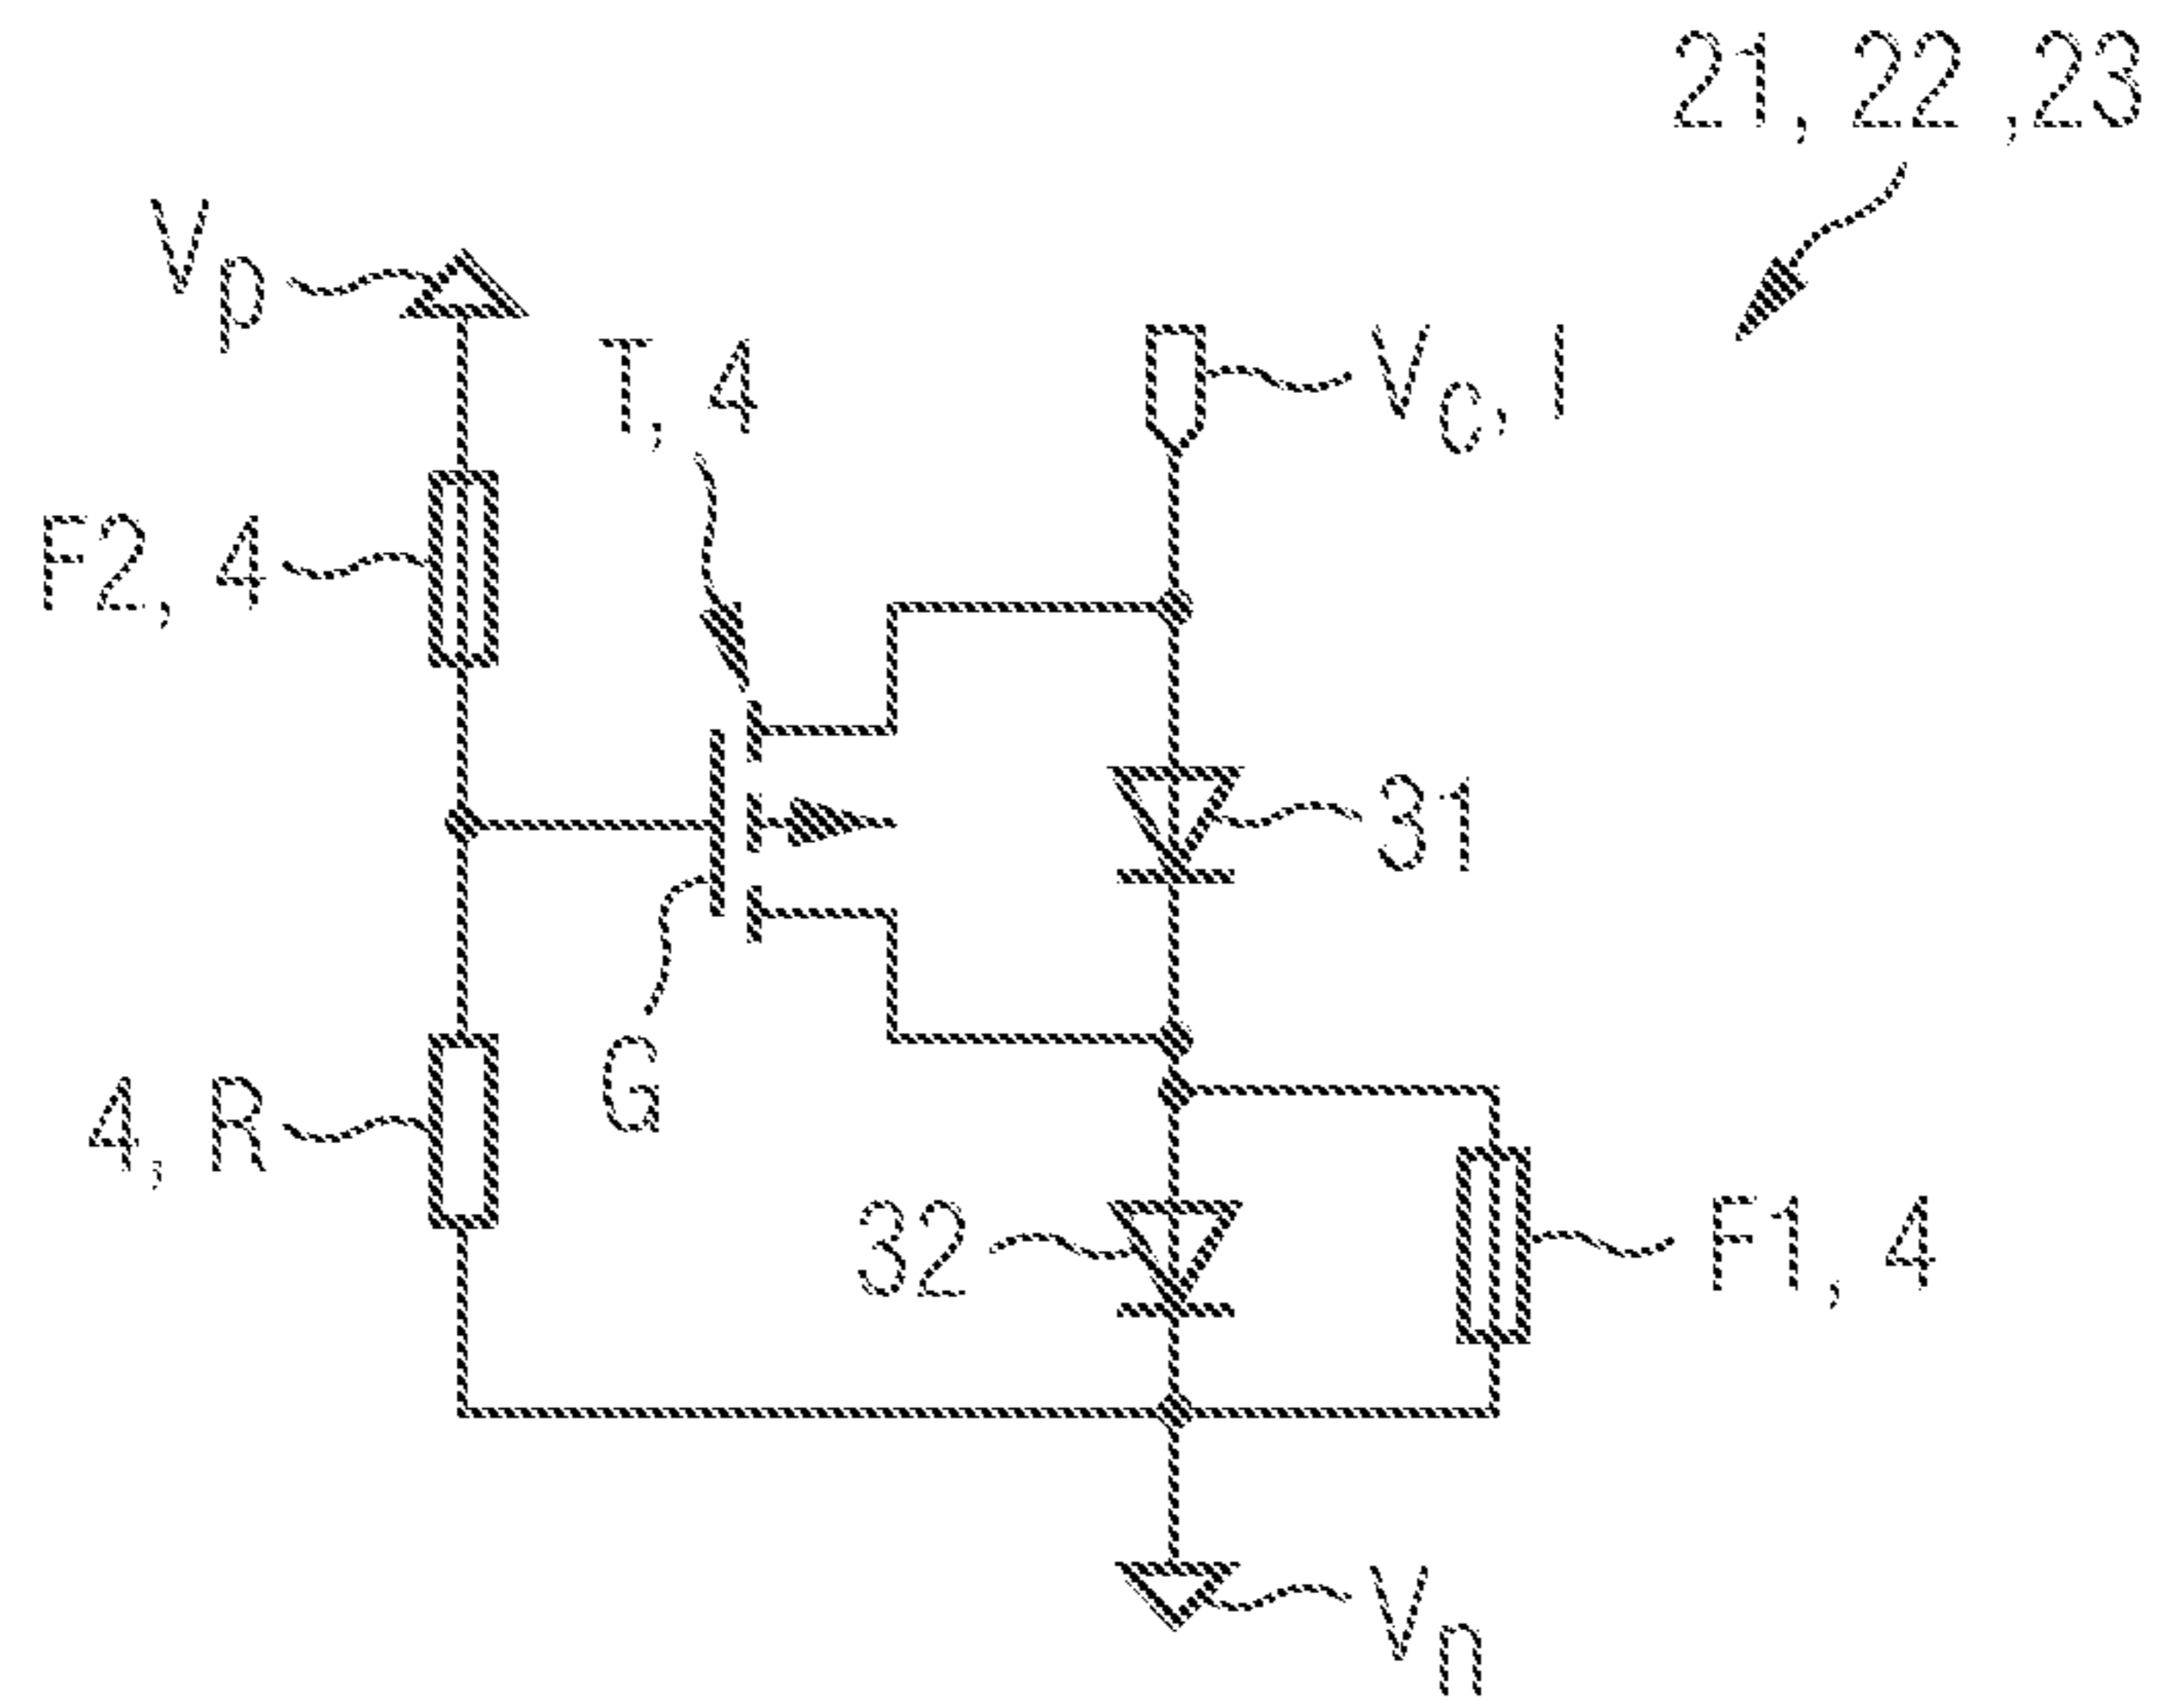 21, 22 ,23
Vp
T, 4
Vc, I
F2, 4
31
G
4, R
32
F1, 4
Vn